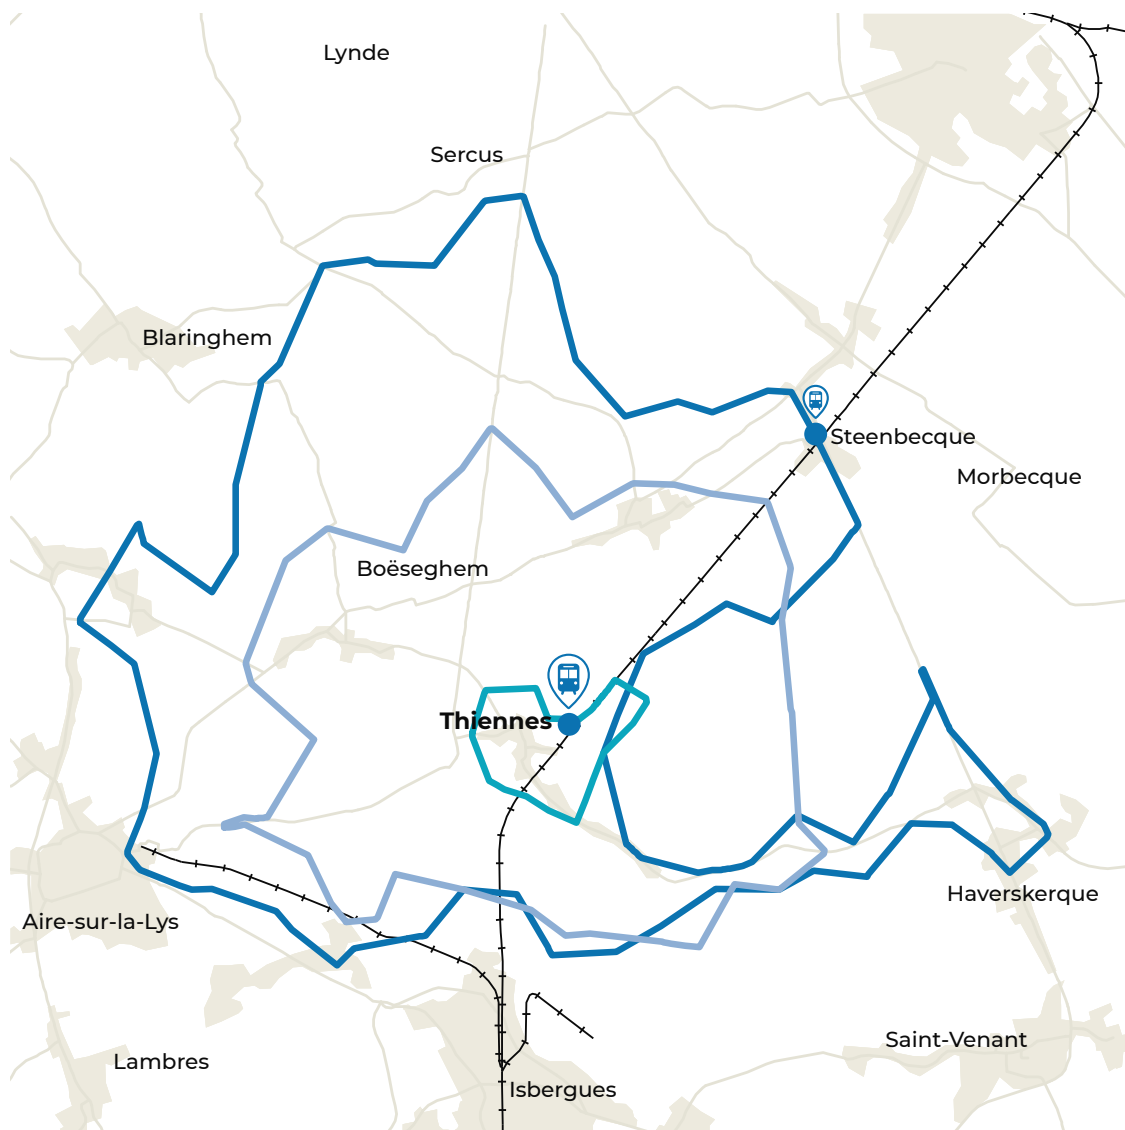 Lynde
Sercus
Blaringhem
Steenbecque
Morbecque
Boëseghem
Thiennes
Haverskerque
Aire-sur-la-Lys
Saint-Venant
Lambres
Isbergues